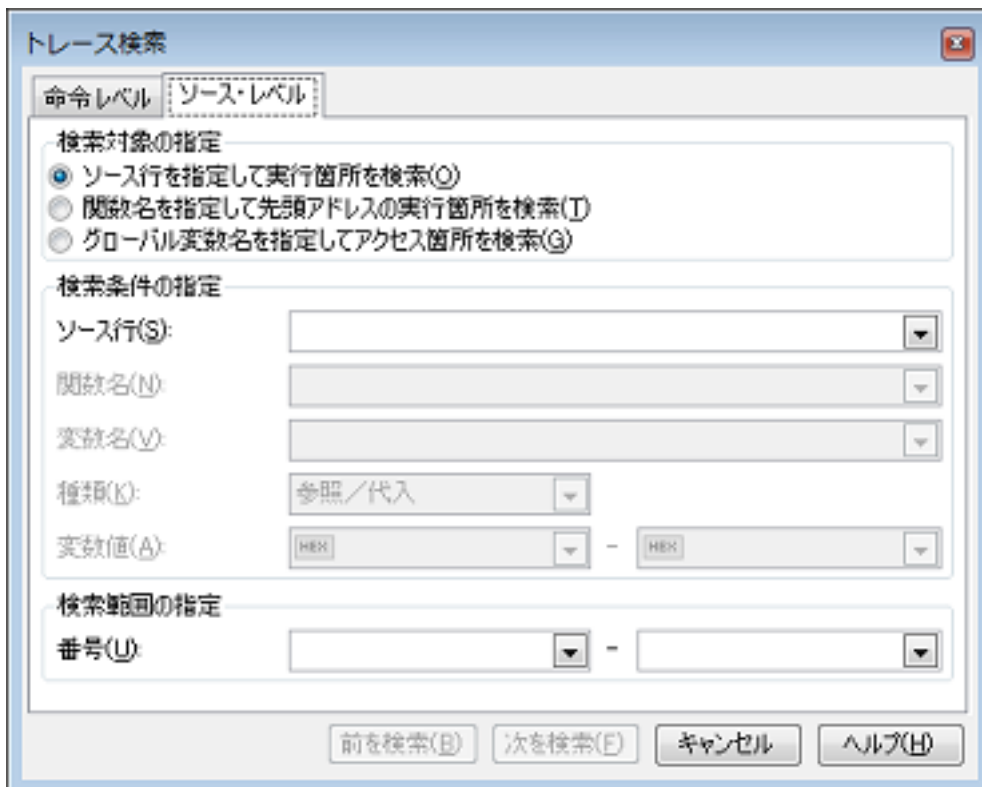 トレース検索
命令レベル ソース・レベル
検索対象の指定
ソース行を指定して実行箇所を検索(O)
関数名を指定して先頭アドレスの実行箇所を検索(T)
グローバル変数名を指定してアクセス箇所を検索(G)
検索条件の指定
ソース行(S):
関数名(N):
変数名(V):
種類(K): 参照／代入
変数値(A): HEX - HEX
検索範囲の指定
番号(U): -
前を検索(B) 次を検索(F) キャンセル ヘルプ(H)